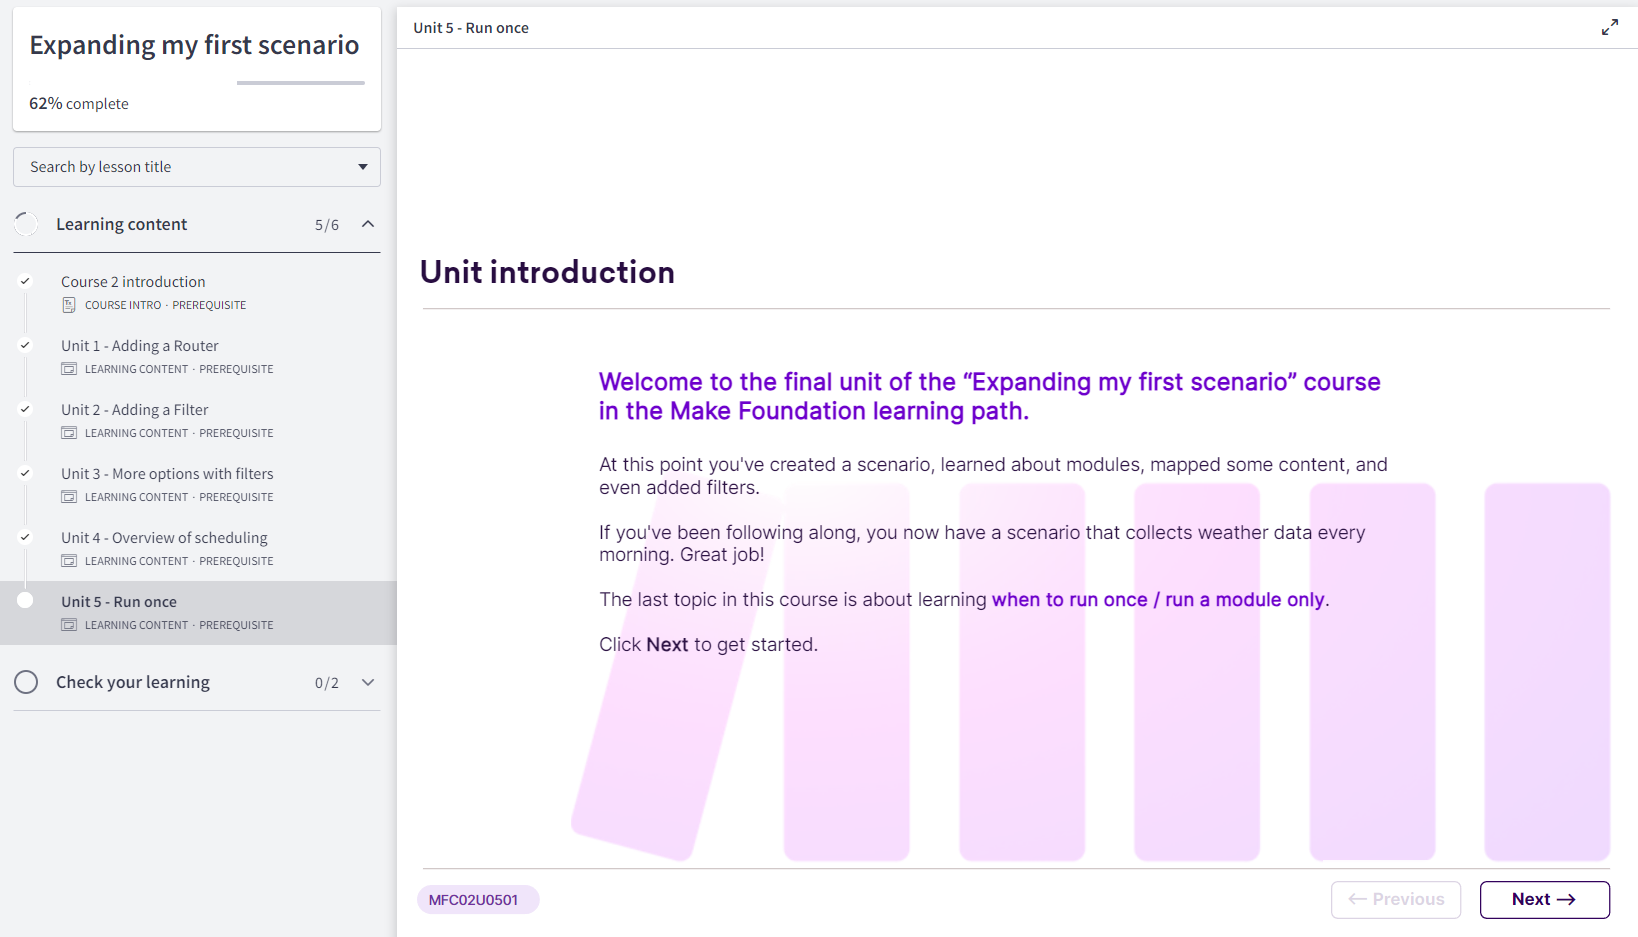 Expanding my first scenario
62% complete
Search by lesson title
Learning content 5/6
Course 2 introduction
COURSE INTRO · PREREQUISITE
Unit 1 - Adding a Router
LEARNING CONTENT · PREREQUISITE
Unit 2 - Adding a Filter
LEARNING CONTENT · PREREQUISITE
Unit 3 - More options with filters
LEARNING CONTENT · PREREQUISITE
Unit 4 - Overview of scheduling
LEARNING CONTENT · PREREQUISITE
Unit 5 - Run once
LEARNING CONTENT · PREREQUISITE
Check your learning 0/2
Unit 5 - Run once
Unit introduction
Welcome to the final unit of the “Expanding my first scenario” course
in the Make Foundation learning path.
At this point you've created a scenario, learned about modules, mapped some content, and
even added filters.
If you've been following along, you now have a scenario that collects weather data every
morning. Great job!
The last topic in this course is about learning when to run once / run a module only.
Click Next to get started.
MFC02U0501
← Previous
Next →